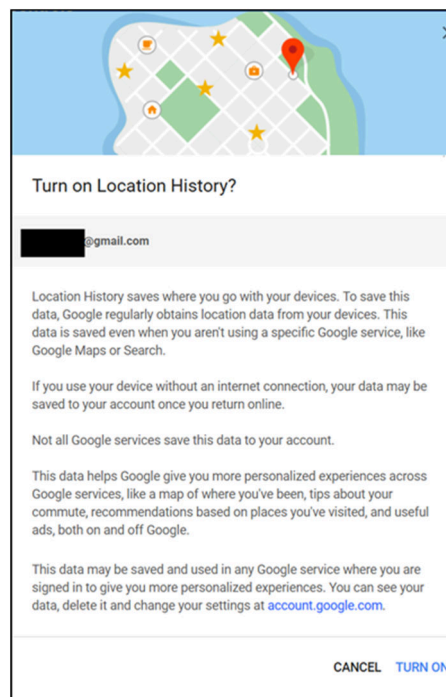 Turn on Location History?
@gmail.com
Location History saves where you go with your devices. To save this
data, Google regularly obtains location data from your devices. This
data is saved even when you aren't using a specific Google service, like
Google Maps or Search.
If you use your device without an internet connection, your data may be
saved to your account once you return online.
Not all Google services save this data to your account.
This data helps Google give you more personalized experiences across
Google services, like a map of where you've been, tips about your
commute, recommendations based on places you've visited, and useful
ads, both on and off Google.
This data may be saved and used in any Google service where you are
signed in to give you more personalized experiences. You can see your
data, delete it and change your settings at account.google.com.
CANCEL TURN ON